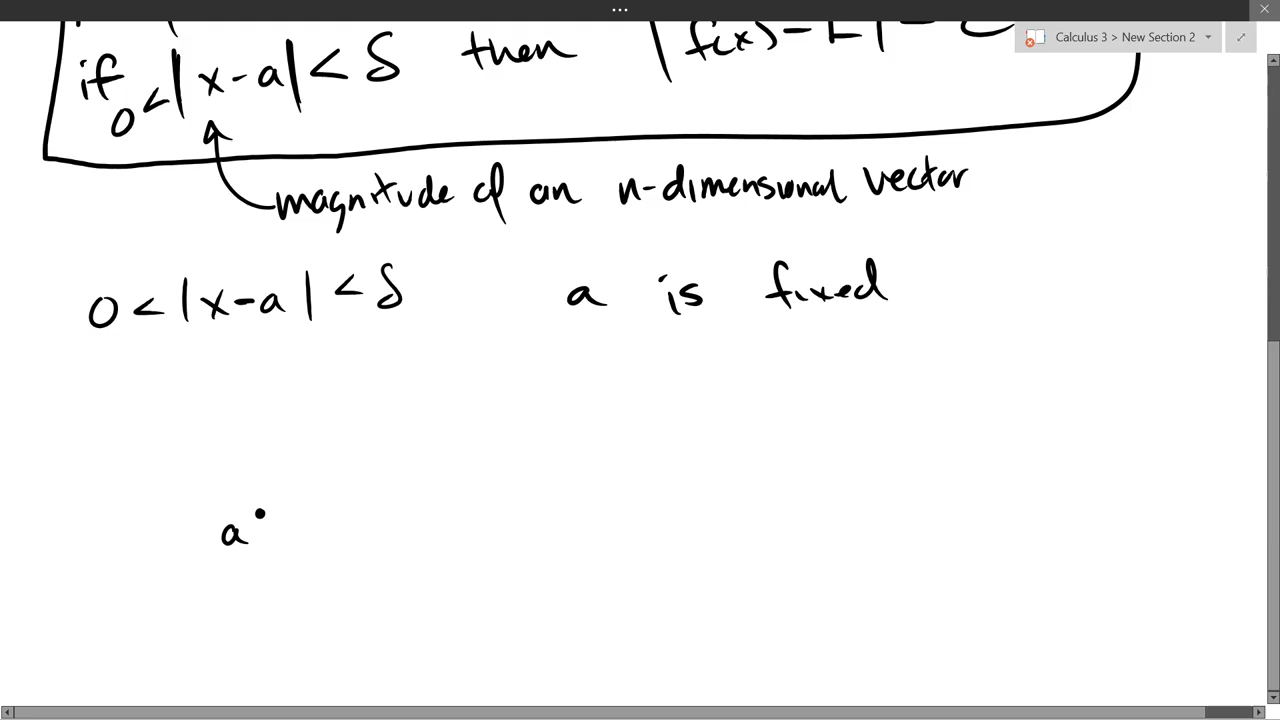 if 0 < |x-a| < δ then |f(x)-L|
Calculus 3 > New Section 2
magnitude of an n-dimensional vector
0 < |x-a| < δ a is fixed
a